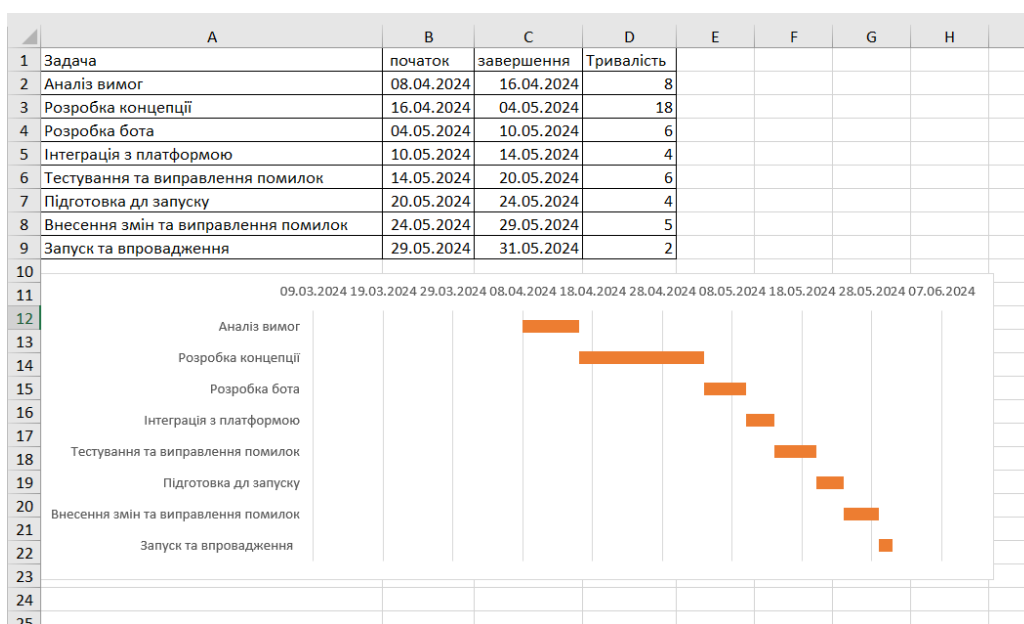 A B C D E F G H
1 Задача початок завершення Тривалість
2 Аналіз вимог 08.04.2024 16.04.2024 8
3 Розробка концепції 16.04.2024 04.05.2024 18
4 Розробка бота 04.05.2024 10.05.2024 6
5 Інтеграція з платформою 10.05.2024 14.05.2024 4
6 Тестування та виправлення помилок 14.05.2024 20.05.2024 6
7 Підготовка дл запуску 20.05.2024 24.05.2024 4
8 Внесення змін та виправлення помилок 24.05.2024 29.05.2024 5
9 Запуск та впровадження 29.05.2024 31.05.2024 2
10
11 09.03.2024 19.03.2024 29.03.2024 08.04.2024 18.04.2024 28.04.2024 08.05.2024 18.05.2024 28.05.2024 07.06.2024
12 Аналіз вимог
13
14 Розробка концепції
15 Розробка бота
16 Інтеграція з платформою
17
18 Тестування та виправлення помилок
19 Підготовка дл запуску
20 Внесення змін та виправлення помилок
21
22 Запуск та впровадження
23
24
25